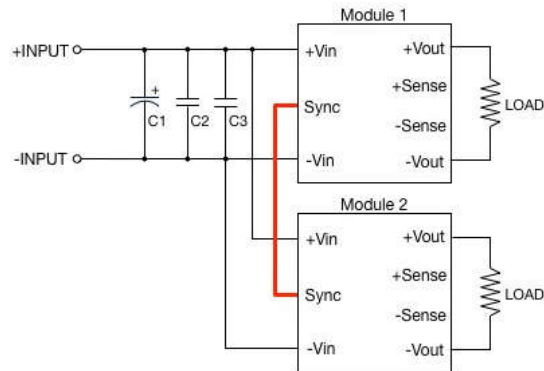 Module 1
+INPUT
+Vin
+Vout
+Sense
LOAD
C1
+
C2
C3
Sync
-Sense
-INPUT
-Vin
-Vout
Module 2
+Vin
+Vout
+Sense
LOAD
Sync
-Sense
-Vin
-Vout